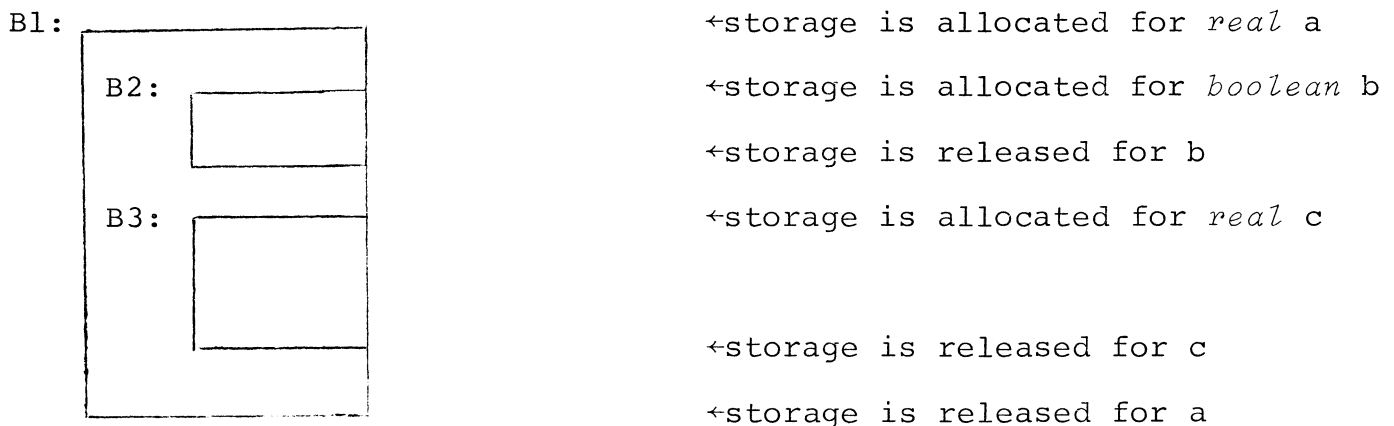 B1: ←storage is allocated for real a
B2: ←storage is allocated for boolean b
←storage is released for b
B3: ←storage is allocated for real c
←storage is released for c
←storage is released for a